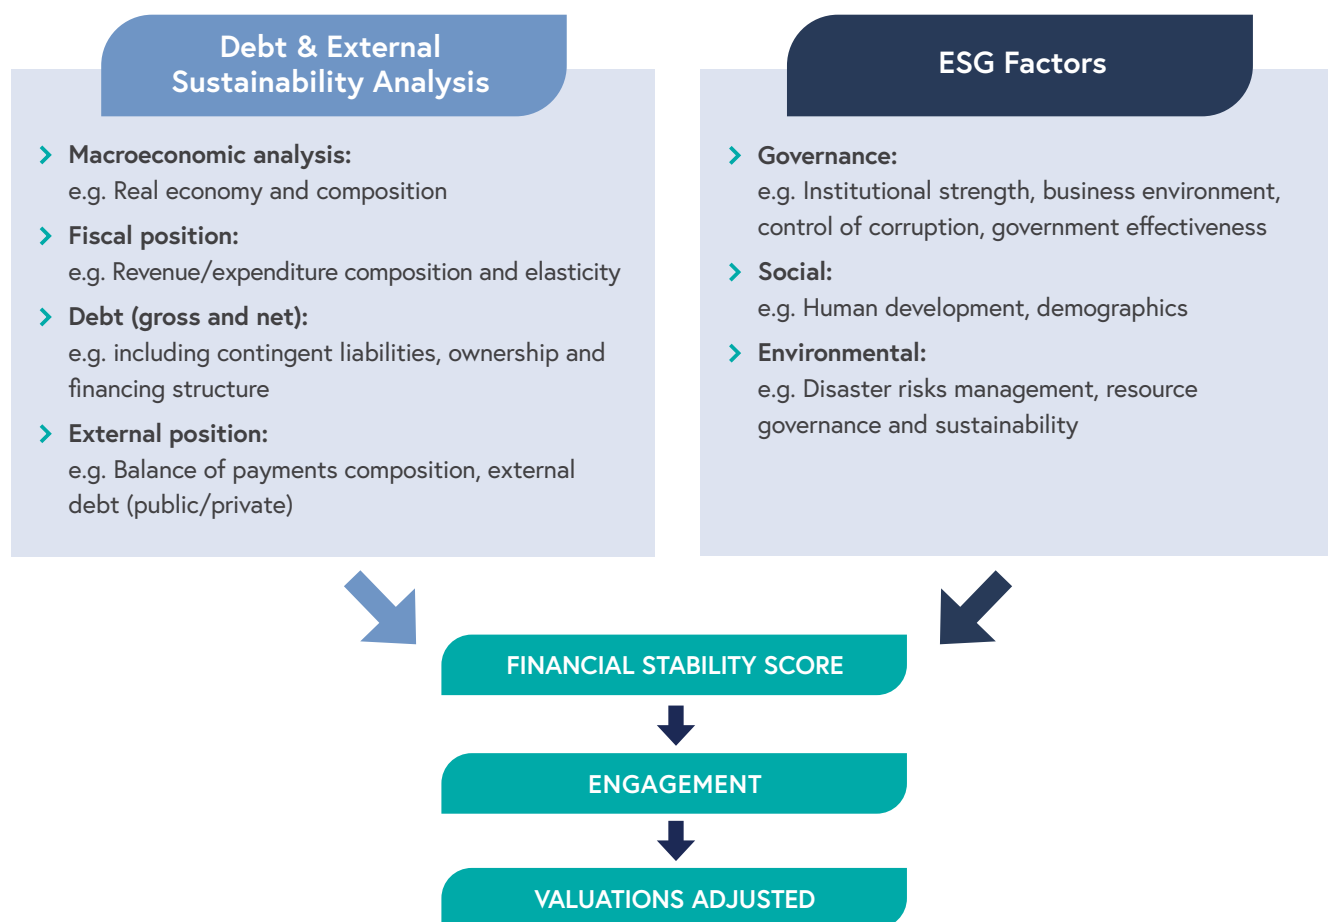 Debt & External
Sustainability Analysis
Macroeconomic analysis:
e.g. Real economy and composition
Fiscal position:
e.g. Revenue/expenditure composition and elasticity
Debt (gross and net):
e.g. including contingent liabilities, ownership and
financing structure
External position:
e.g. Balance of payments composition, external
debt (public/private)
ESG Factors
Governance:
e.g. Institutional strength, business environment,
control of corruption, government effectiveness
Social:
e.g. Human development, demographics
Environmental:
e.g. Disaster risks management, resource
governance and sustainability
FINANCIAL STABILITY SCORE
ENGAGEMENT
VALUATIONS ADJUSTED